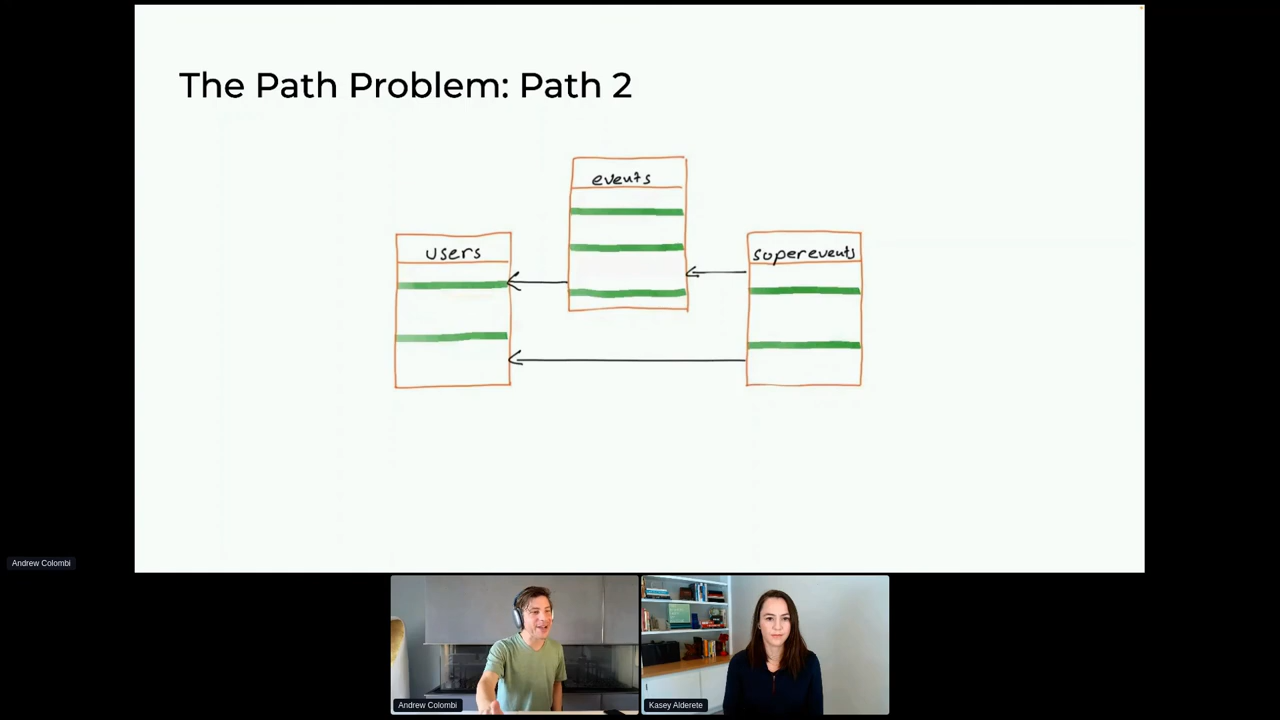 The Path Problem: Path 2
events
users
superevents
Andrew Colombi
Andrew Colombi
Kasey Alderete